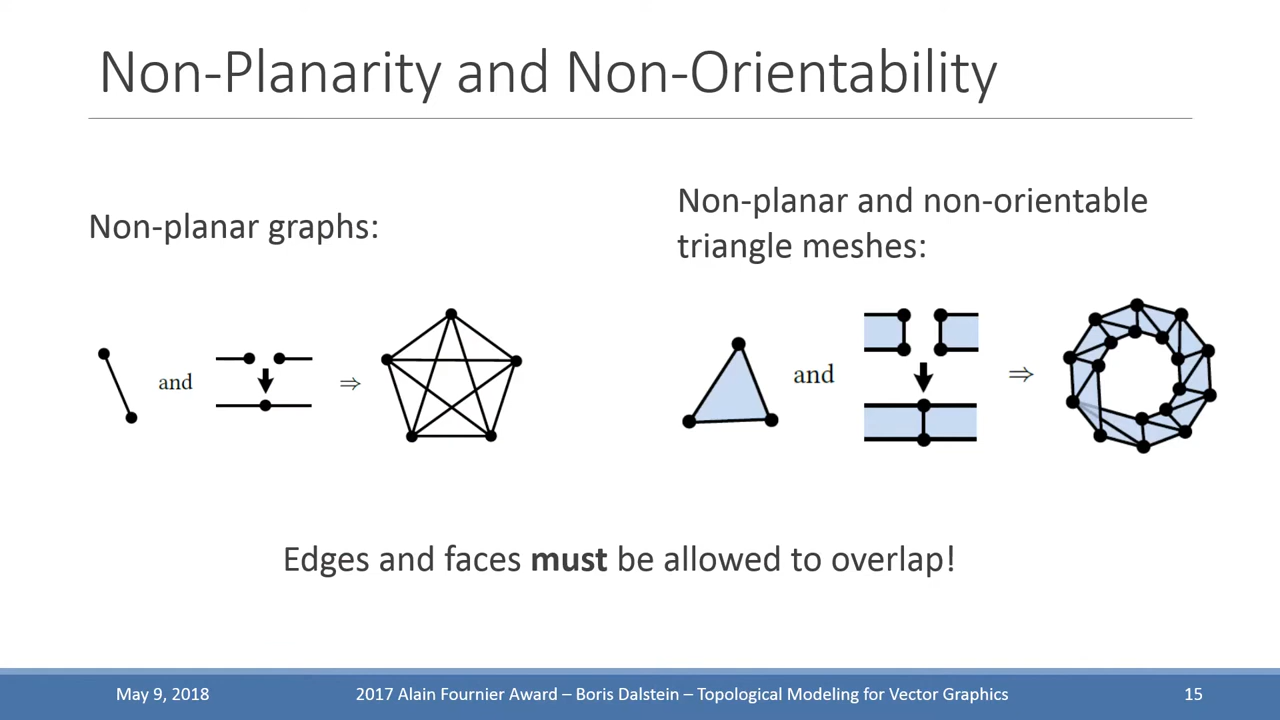 Non-Planarity and Non-Orientability
Non-planar graphs:
Non-planar and non-orientable
triangle meshes:
and ⇒
and ⇒
Edges and faces must be allowed to overlap!
May 9, 2018
2017 Alain Fournier Award – Boris Dalstein – Topological Modeling for Vector Graphics
15